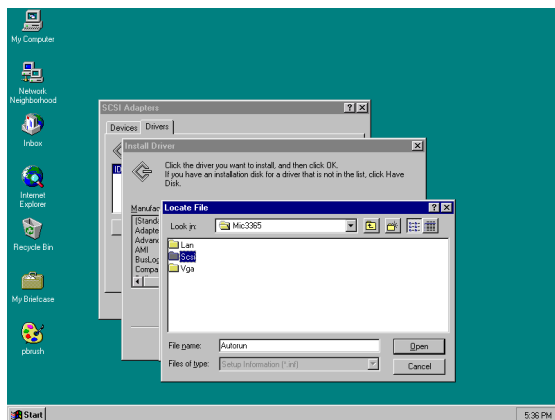 My Computer
Network
Neighborhood
Inbox
Internet
Explorer
Recycle Bin
My Briefcase
pbrush
SCSI Adapters
Devices
Drivers
Install Driver
Click the driver you want to install, and then click OK.
If you have an installation disk for a driver that is not in the list, click Have
Disk.
Manufac
(Standa
Adapte
Advanc
AMI
BusLog
Compa
Locate File
Look in:
Mic3365
Lan
Scsi
Vga
File name:
Autorun
Open
Files of type:
Setup Information (*.inf)
Cancel
Start
5:36 PM